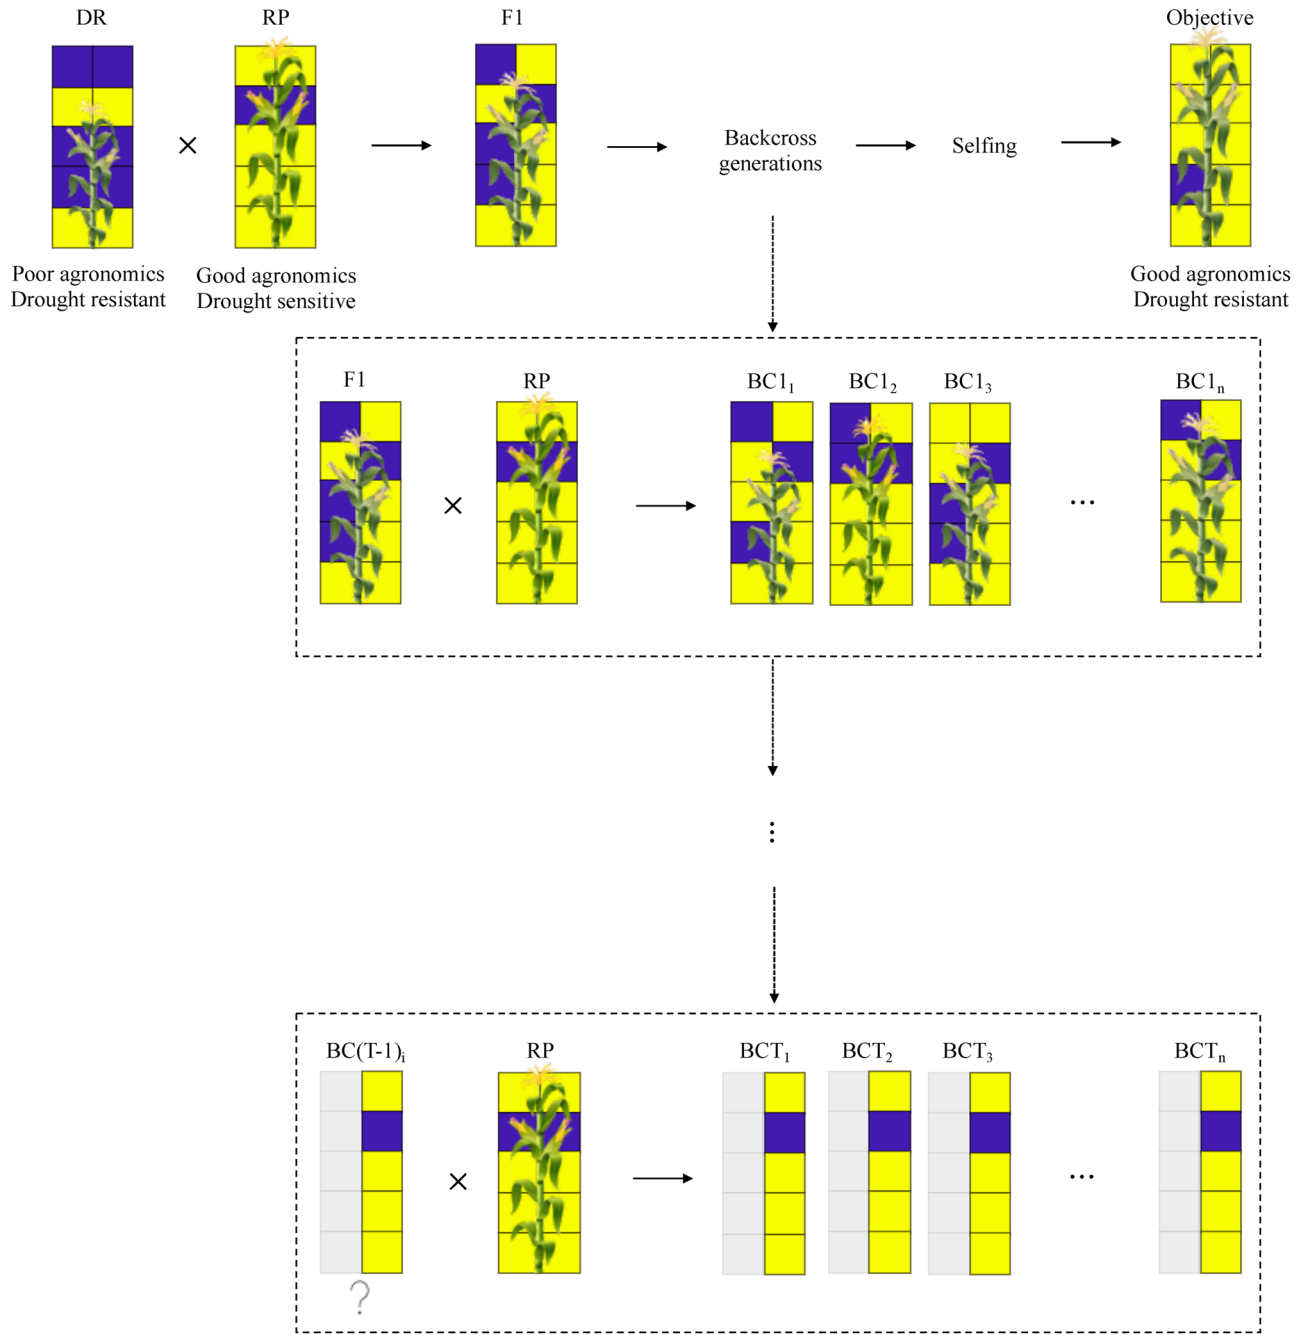 DR
RP
F1
Objective
×
Backcross
generations
Selfing
Poor agronomics
Drought resistant
Good agronomics
Drought sensitive
Good agronomics
Drought resistant
F1
RP
BC1₁
BC1₂
BC1₃
BC1ₙ
×
...
⋮
BC(T-1)ᵢ
RP
BCT₁
BCT₂
BCT₃
BCTₙ
×
...
?